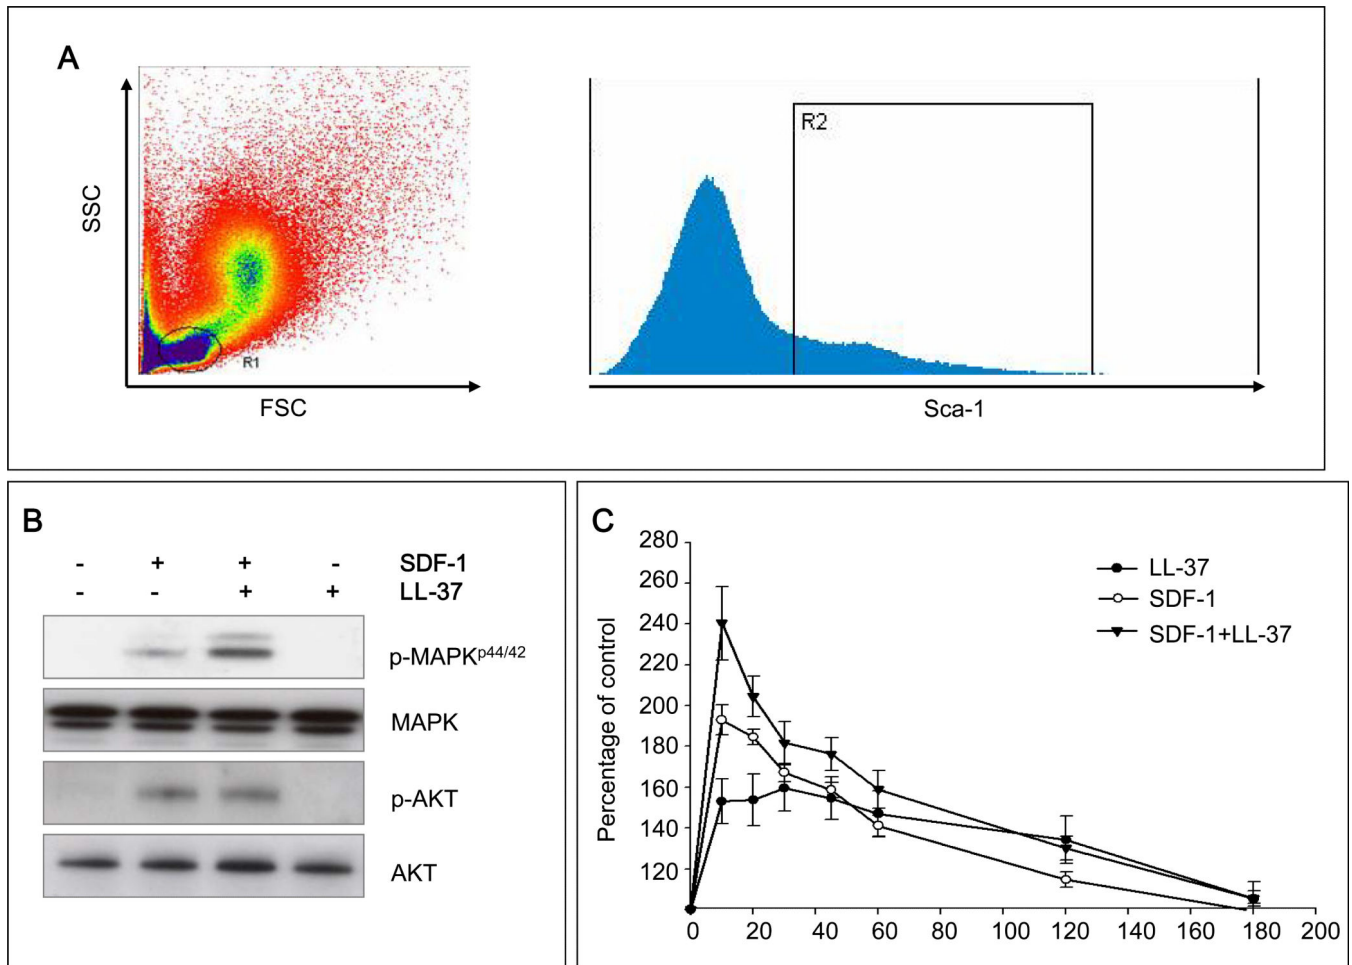 A
SSC
R1
FSC
R2
Sca-1
B
- + + - SDF-1
- - + + LL-37
p-MAPKp44/42
MAPK
p-AKT
AKT
C
Percentage of control
280
260
240
220
200
180
160
140
120
0 20 40 60 80 100 120 140 160 180 200
LL-37
SDF-1
SDF-1+LL-37